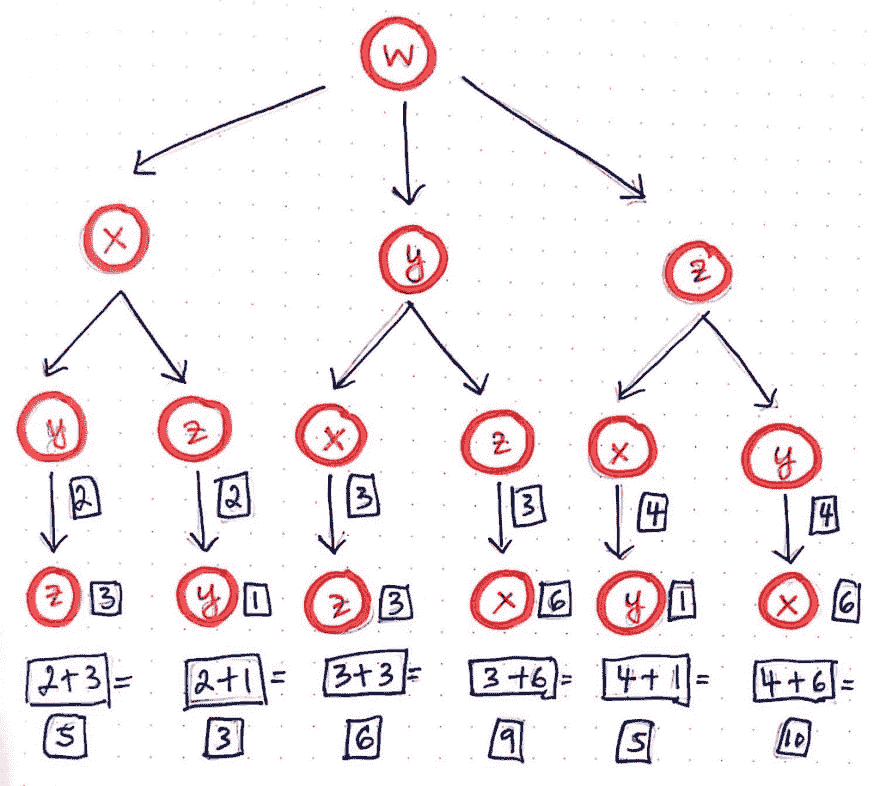 w
x y z
y z x z x y
2 2 3 3 4 4
z 3 y 1 z 3 x 6 y 1 x 6
2+3= 2+1= 3+3= 3+6= 4+1= 4+6=
5 3 6 9 5 10